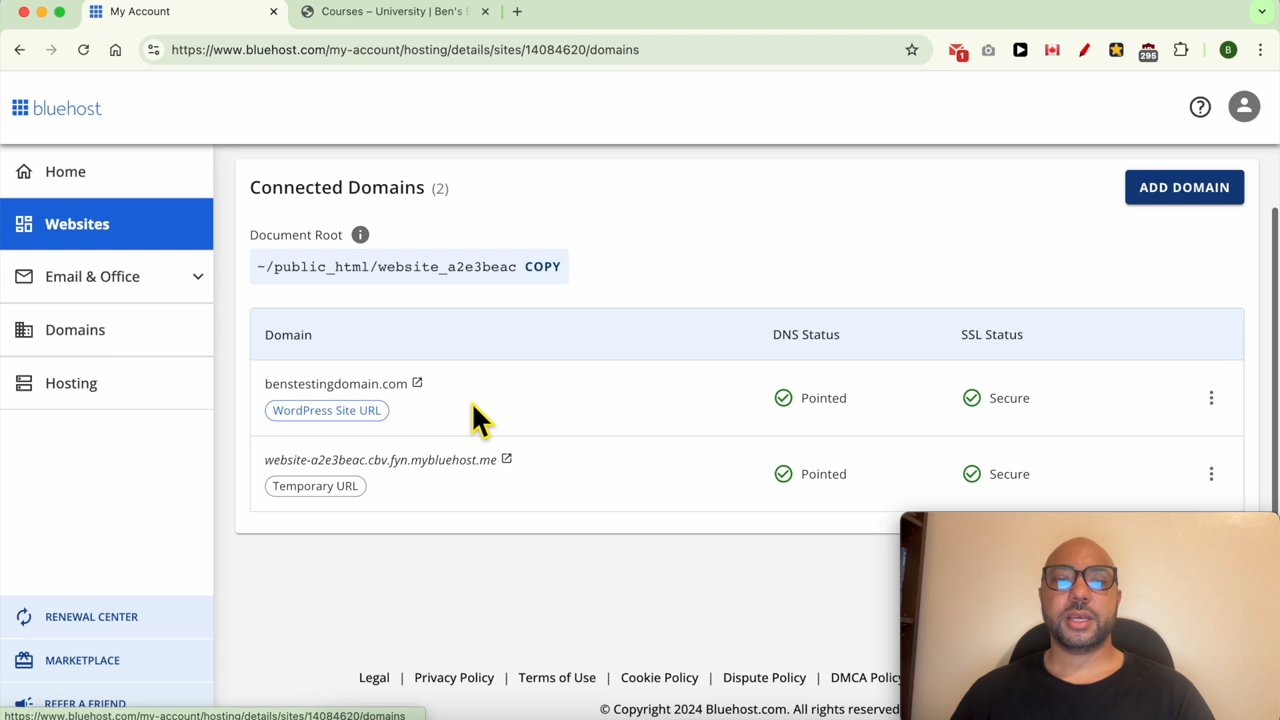 My Account
Courses – University | Ben's
https://www.bluehost.com/my-account/hosting/details/sites/14084620/domains
1
295
B
bluehost
Home
Websites
Email & Office
Domains
Hosting
RENEWAL CENTER
MARKETPLACE
REFER A FRIEND
Connected Domains (2)
ADD DOMAIN
Document Root
~/public_html/website_a2e3beac COPY
Domain DNS Status SSL Status
benstestingdomain.com Pointed Secure
WordPress Site URL
website-a2e3beac.cbv.fyn.mybluehost.me Pointed Secure
Temporary URL
Legal | Privacy Policy | Terms of Use | Cookie Policy | Dispute Policy | DMCA Policy
© Copyright 2024 Bluehost.com. All rights reserved
https://www.bluehost.com/my-account/hosting/details/sites/14084620/domains